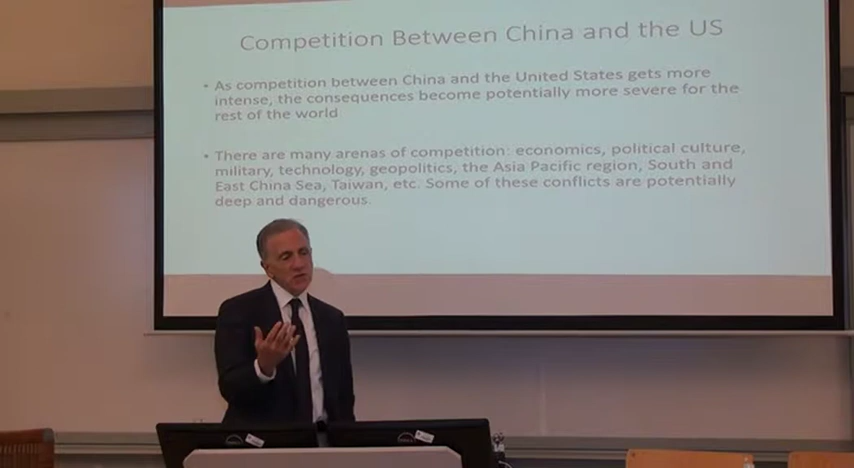 Competition Between China and the US
• As competition between China and the United States gets more
intense, the consequences become potentially more severe for the
rest of the world
• There are many arenas of competition: economics, political culture,
military, technology, geopolitics, the Asia Pacific region, South and
East China Sea, Taiwan, etc. Some of these conflicts are potentially
deep and dangerous.